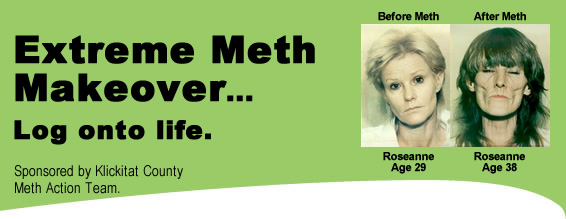 Extreme Meth
Makeover...
Log onto life.
Sponsored by Klickitat County
Meth Action Team.
Before Meth
After Meth
Roseanne
Age 29
Roseanne
Age 38